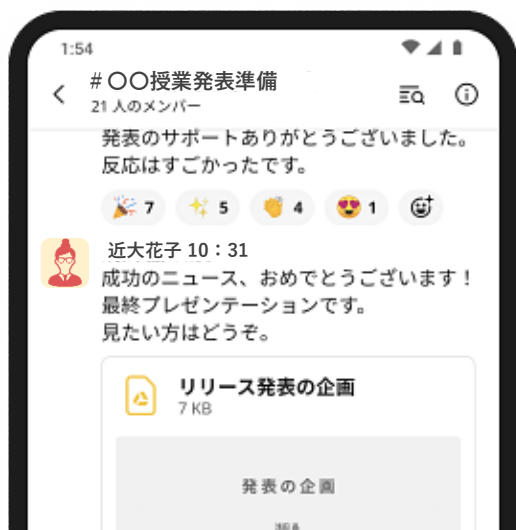 1:54
#〇〇授業発表準備
21 人のメンバー
発表のサポートありがとうございました。
反応はすごかったです。
7 5 4 1
近大花子 10：31
成功のニュース、おめでとうございます！
最終プレゼンテーションです。
見たい方はどうぞ。
リリース発表の企画
7 KB
発表の企画